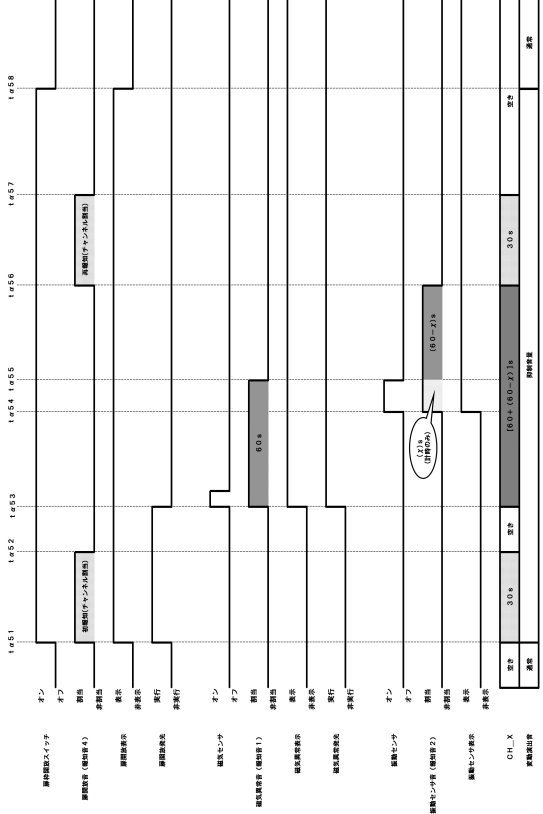 tα51 tα52 tα53 tα54 tα55 tα56 tα57 tα58
扉枠開放スイッチ
オン
オフ
扉開放音(報知音4)
割当
非割当
初報知(チャンネル割当)
再報知(チャンネル割当)
扉開放表示
表示
非表示
扉開放発光
実行
非実行
磁気センサ
オン
オフ
磁気異常音(報知音1)
割当
非割当
60s
磁気異常表示
表示
非表示
磁気異常発光
実行
非実行
振動センサ
オン
オフ
振動センサ音(報知音2)
割当
非割当
(χ)s
(計時のみ)
(60-χ)s
振動センサ表示
表示
非表示
CH_X
空き 30s 空き [60+(60-χ)]s 30s 空き
変動演出音
通常 抑制音量 通常